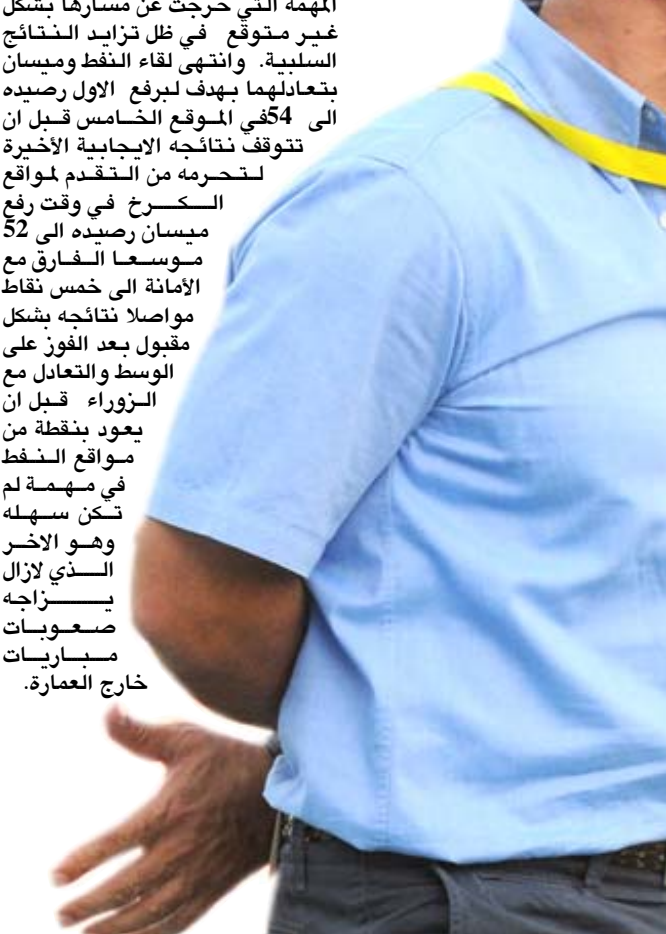 المهمة التي خرجت عن مسارها بشكل
غير متوقع في ظل تزايد النتائج
السلبية. وانتهى لقاء النفط وميسان
بتعادلهما بهدف لبرفع الاول رصيده
الى 54في الموقع الخامس قبل ان
تتوقف نتائجه الايجابية الأخيرة
لتحرمه من التقدم لمواقع
الكرخ في وقت رفع
ميسان رصيده الى 52
موسعا الفارق مع
الأمانة الى خمس نقاط
مواصلا نتائجه بشكل
مقبول بعد الفوز على
الوسط والتعادل مع
الزوراء قبل ان
يعود بنقطة من
مواقع النفط
في مهمة لم
تكن سهله
وهو الاخر
الذي لازال
يزاجه
صعوبات
مباريات
خارج العمارة.